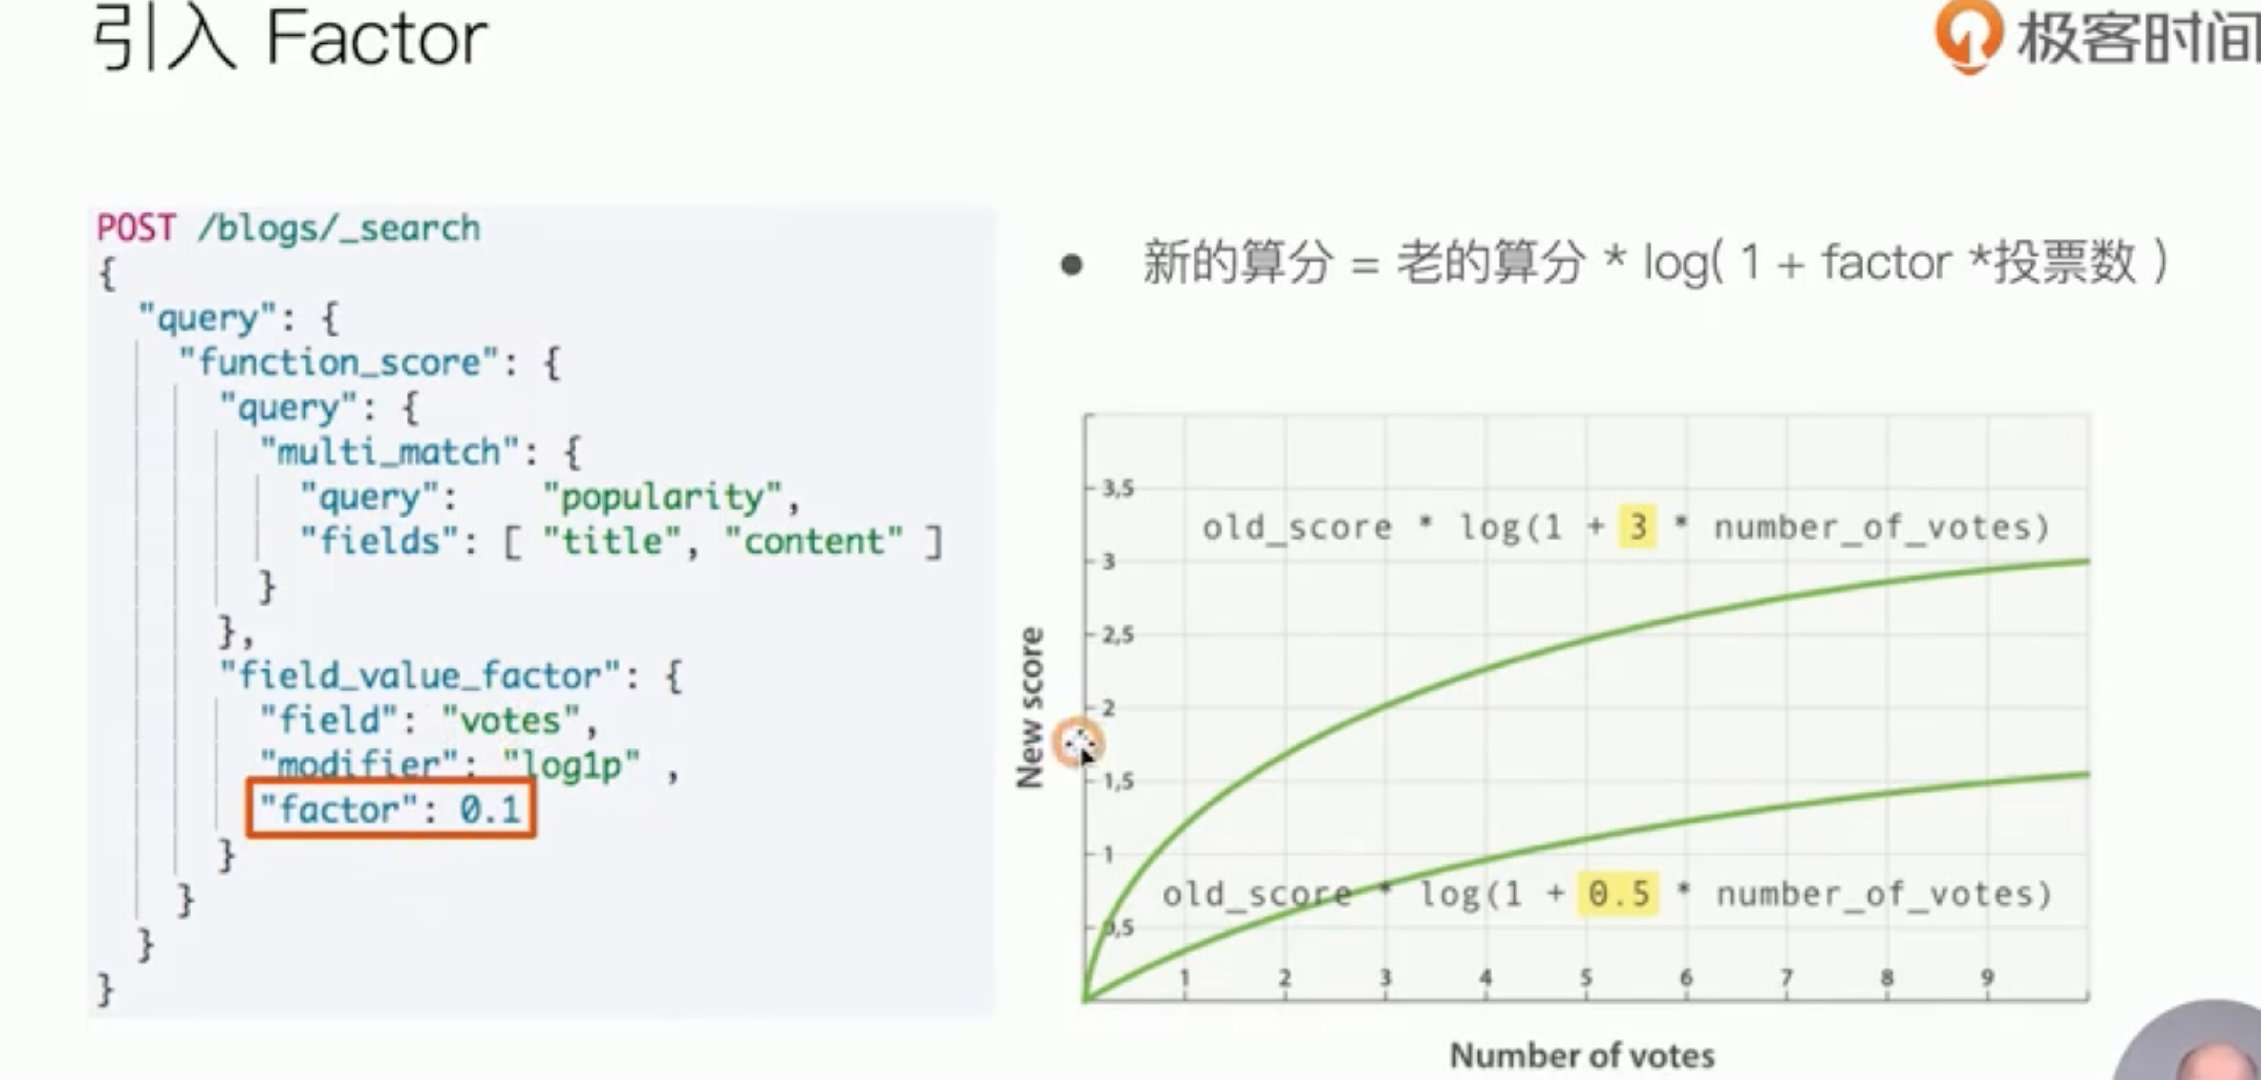 引入 Factor
极客时间
POST /blogs/_search
{
"query": {
"function_score": {
"query": {
"multi_match": {
"query": "popularity",
"fields": [ "title", "content" ]
}
},
"field_value_factor": {
"field": "votes",
"modifier": "log1p" ,
"factor": 0.1
}
}
}
}
● 新的算分 = 老的算分 * log( 1 + factor *投票数 )
3,5
old_score * log(1 + 3 * number_of_votes)
3
2,5
2
1,5
1
old_score * log(1 + 0.5 * number_of_votes)
0,5
1 2 3 4 5 6 7 8 9
New score
Number of votes